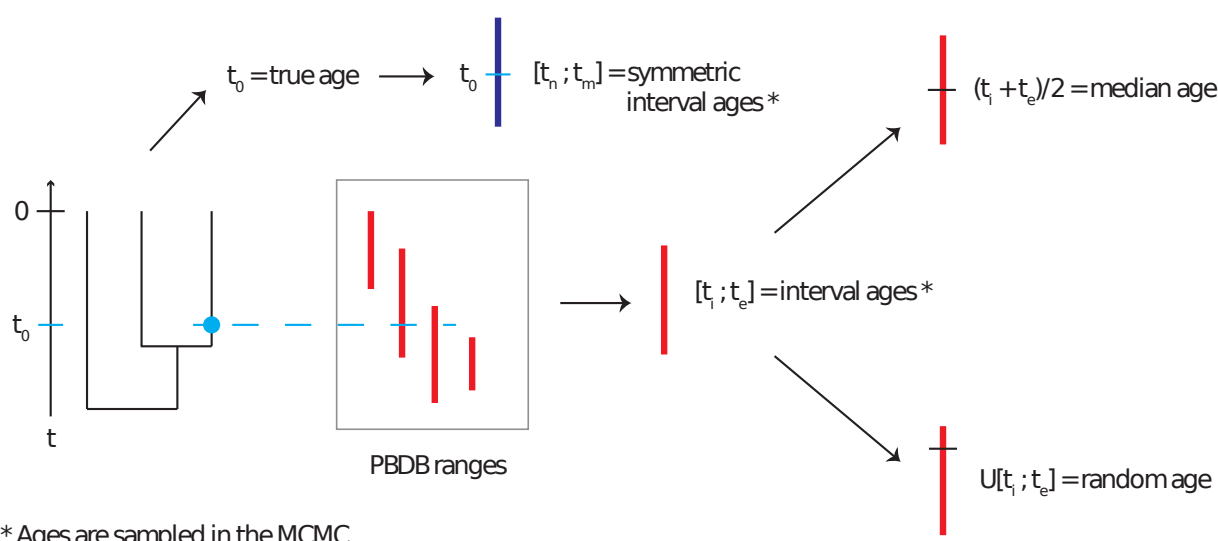 t₀ = true age
t₀
[tₙ ; tₘ] = symmetric
interval ages *
(tᵢ + tₑ)/2 = median age
0
t₀
t
[tᵢ ; tₑ] = interval ages *
PBDB ranges
U[tᵢ ; tₑ] = random age
* Ages are sampled in the MCMC